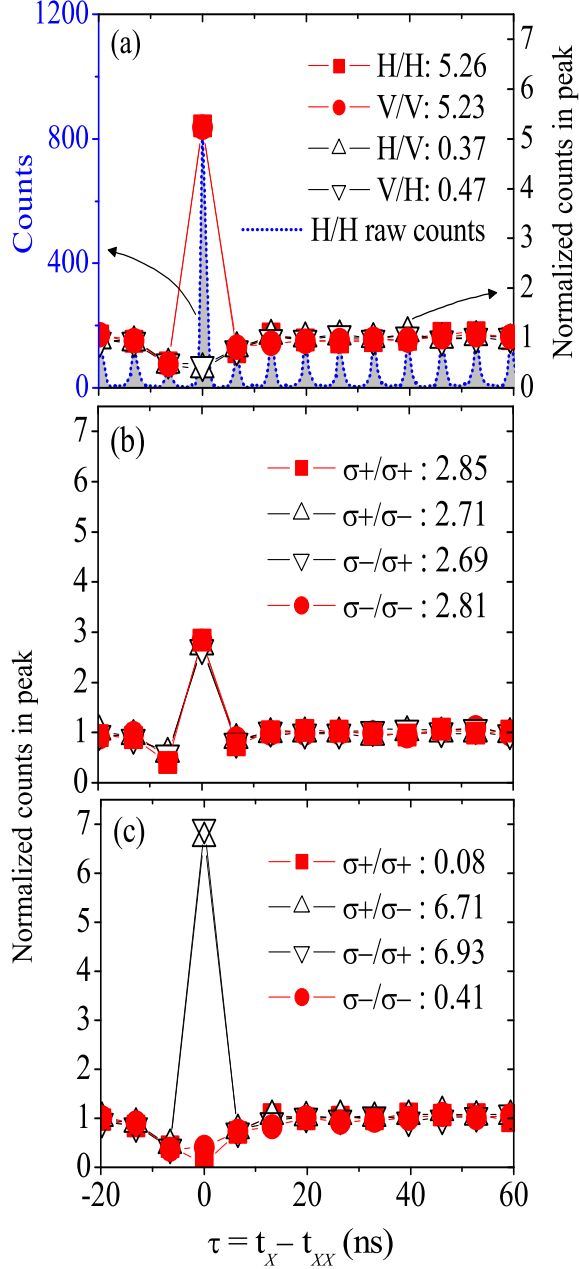 (a)
H/H: 5.26
V/V: 5.23
H/V: 0.37
V/H: 0.47
H/H raw counts
1200
800
400
0
Counts
7
6
5
4
3
2
1
0
Normalized counts in peak
(b)
σ+/σ+ : 2.85
σ+/σ− : 2.71
σ−/σ+ : 2.69
σ−/σ− : 2.81
7
6
5
4
3
2
1
0
Normalized counts in peak
(c)
σ+/σ+ : 0.08
σ+/σ− : 6.71
σ−/σ+ : 6.93
σ−/σ− : 0.41
7
6
5
4
3
2
1
0
-20 0 20 40 60
τ = tX − tXX (ns)